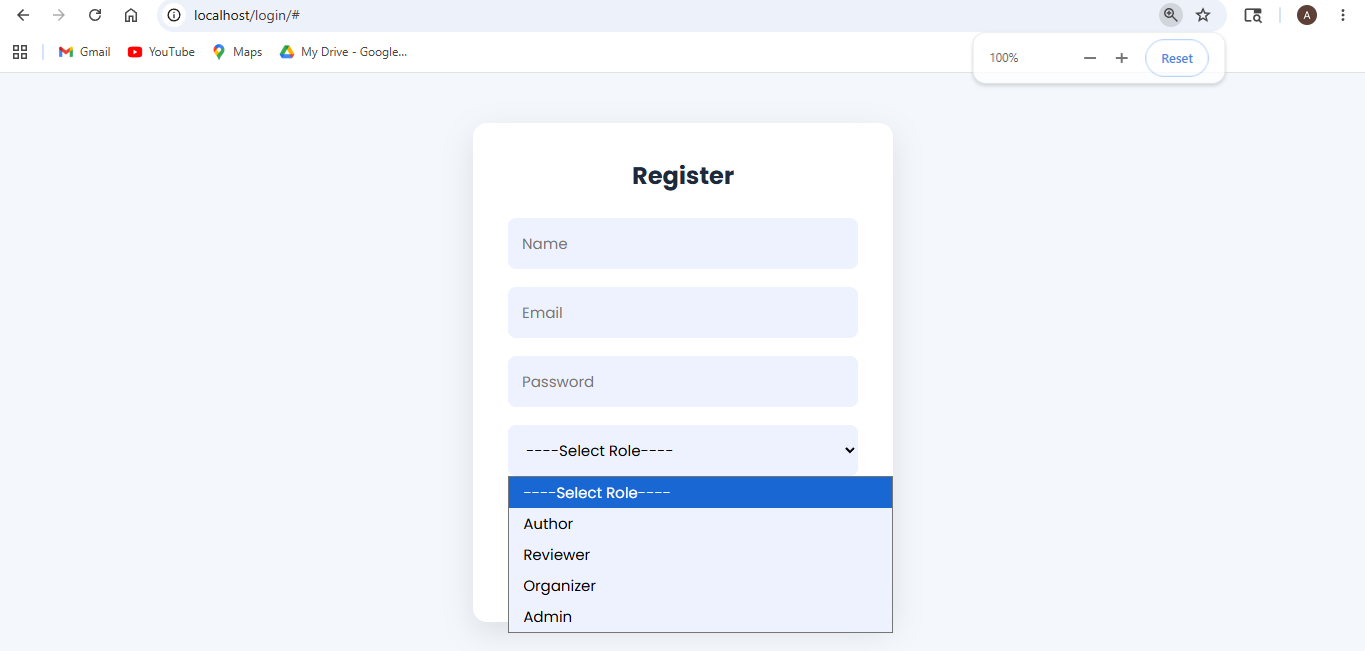 localhost/login/#
A
Gmail
YouTube
Maps
My Drive - Google...
100%
Reset
Register
Name
Email
Password
----Select Role----
----Select Role----
Author
Reviewer
Organizer
Admin